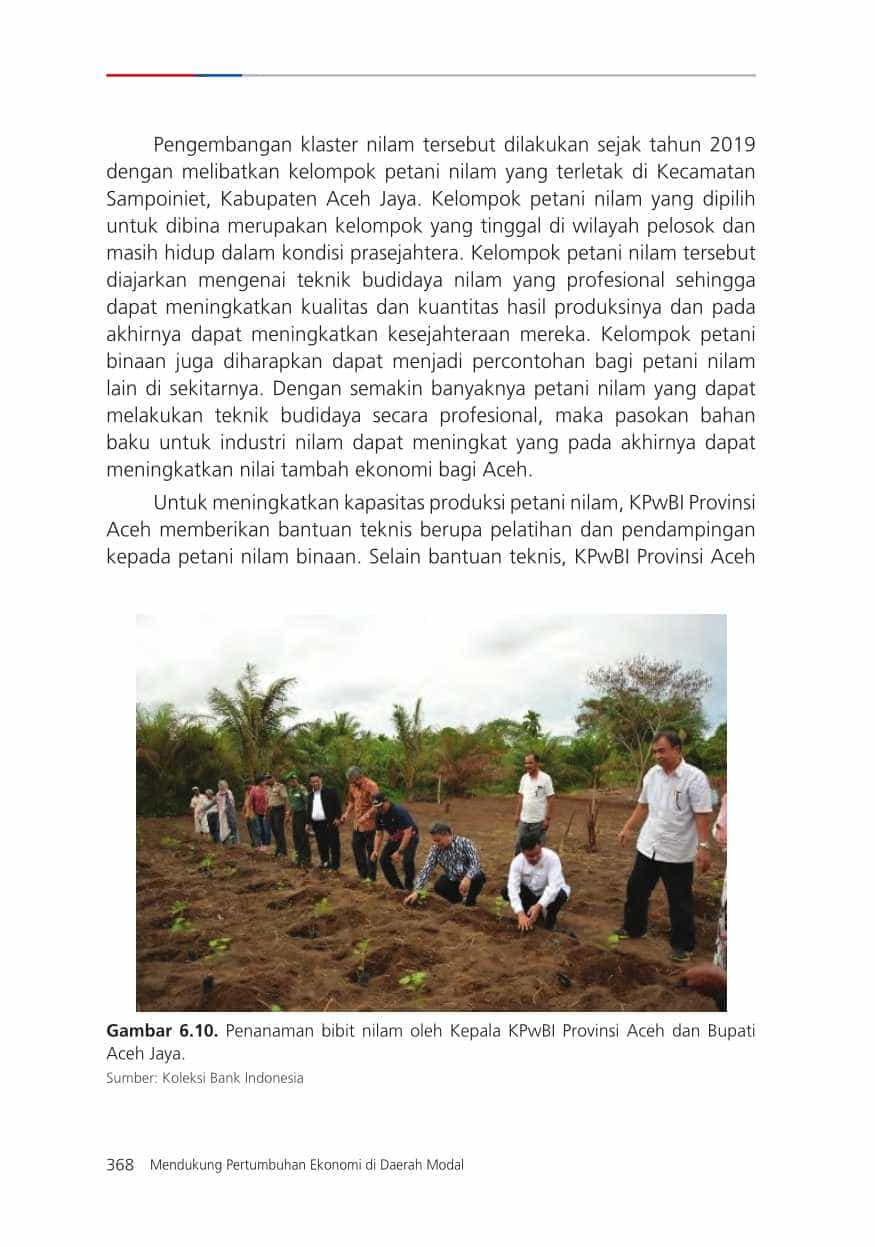 Pengembangan klaster nilam tersebut dilakukan sejak tahun 2019
dengan melibatkan kelompok petani nilam yang terletak di Kecamatan
Sampoiniet, Kabupaten Aceh Jaya. Kelompok petani nilam yang dipilih
untuk dibina merupakan kelompok yang tinggal di wilayah pelosok dan
masih hidup dalam kondisi prasejahtera. Kelompok petani nilam tersebut
diajarkan mengenai teknik budidaya nilam yang profesional sehingga
dapat meningkatkan kualitas dan kuantitas hasil produksinya dan pada
akhirnya dapat meningkatkan kesejahteraan mereka. Kelompok petani
binaan juga diharapkan dapat menjadi percontohan bagi petani nilam
lain di sekitarnya. Dengan semakin banyaknya petani nilam yang dapat
melakukan teknik budidaya secara profesional, maka pasokan bahan
baku untuk industri nilam dapat meningkat yang pada akhirnya dapat
meningkatkan nilai tambah ekonomi bagi Aceh.
Untuk meningkatkan kapasitas produksi petani nilam, KPwBI Provinsi
Aceh memberikan bantuan teknis berupa pelatihan dan pendampingan
kepada petani nilam binaan. Selain bantuan teknis, KPwBI Provinsi Aceh
Gambar 6.10. Penanaman bibit nilam oleh Kepala KPwBI Provinsi Aceh dan Bupati
Aceh Jaya.
Sumber: Koleksi Bank Indonesia
368 Mendukung Pertumbuhan Ekonomi di Daerah Modal